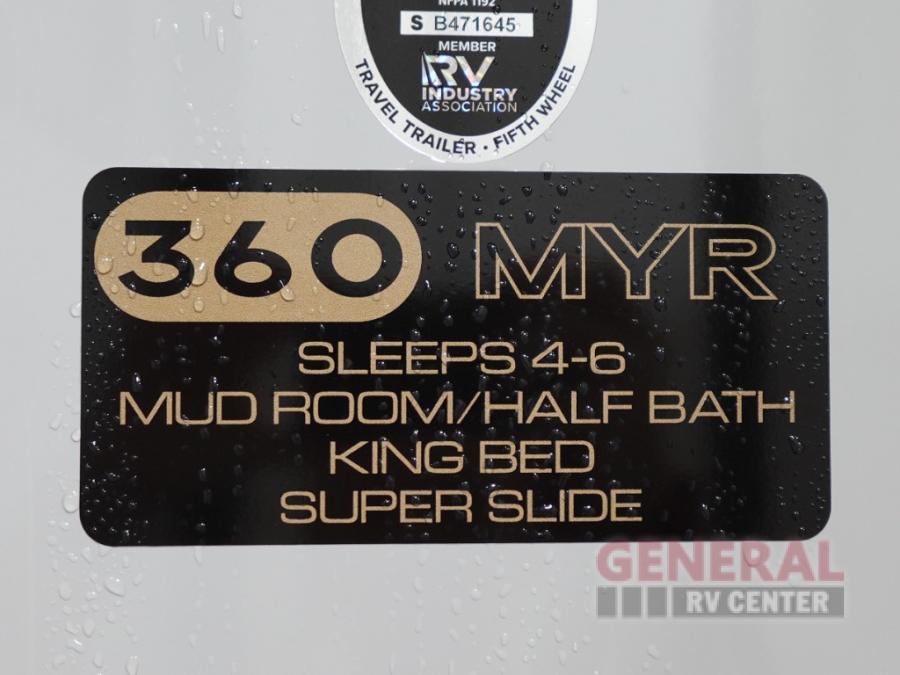 NFPA 1192
S B471645
MEMBER
RV
INDUSTRY
ASSOCIATION
TRAVEL TRAILER · FIFTH WHEEL
360 MYR
SLEEPS 4-6
MUD ROOM/HALF BATH
KING BED
SUPER SLIDE
GENERAL
RV CENTER